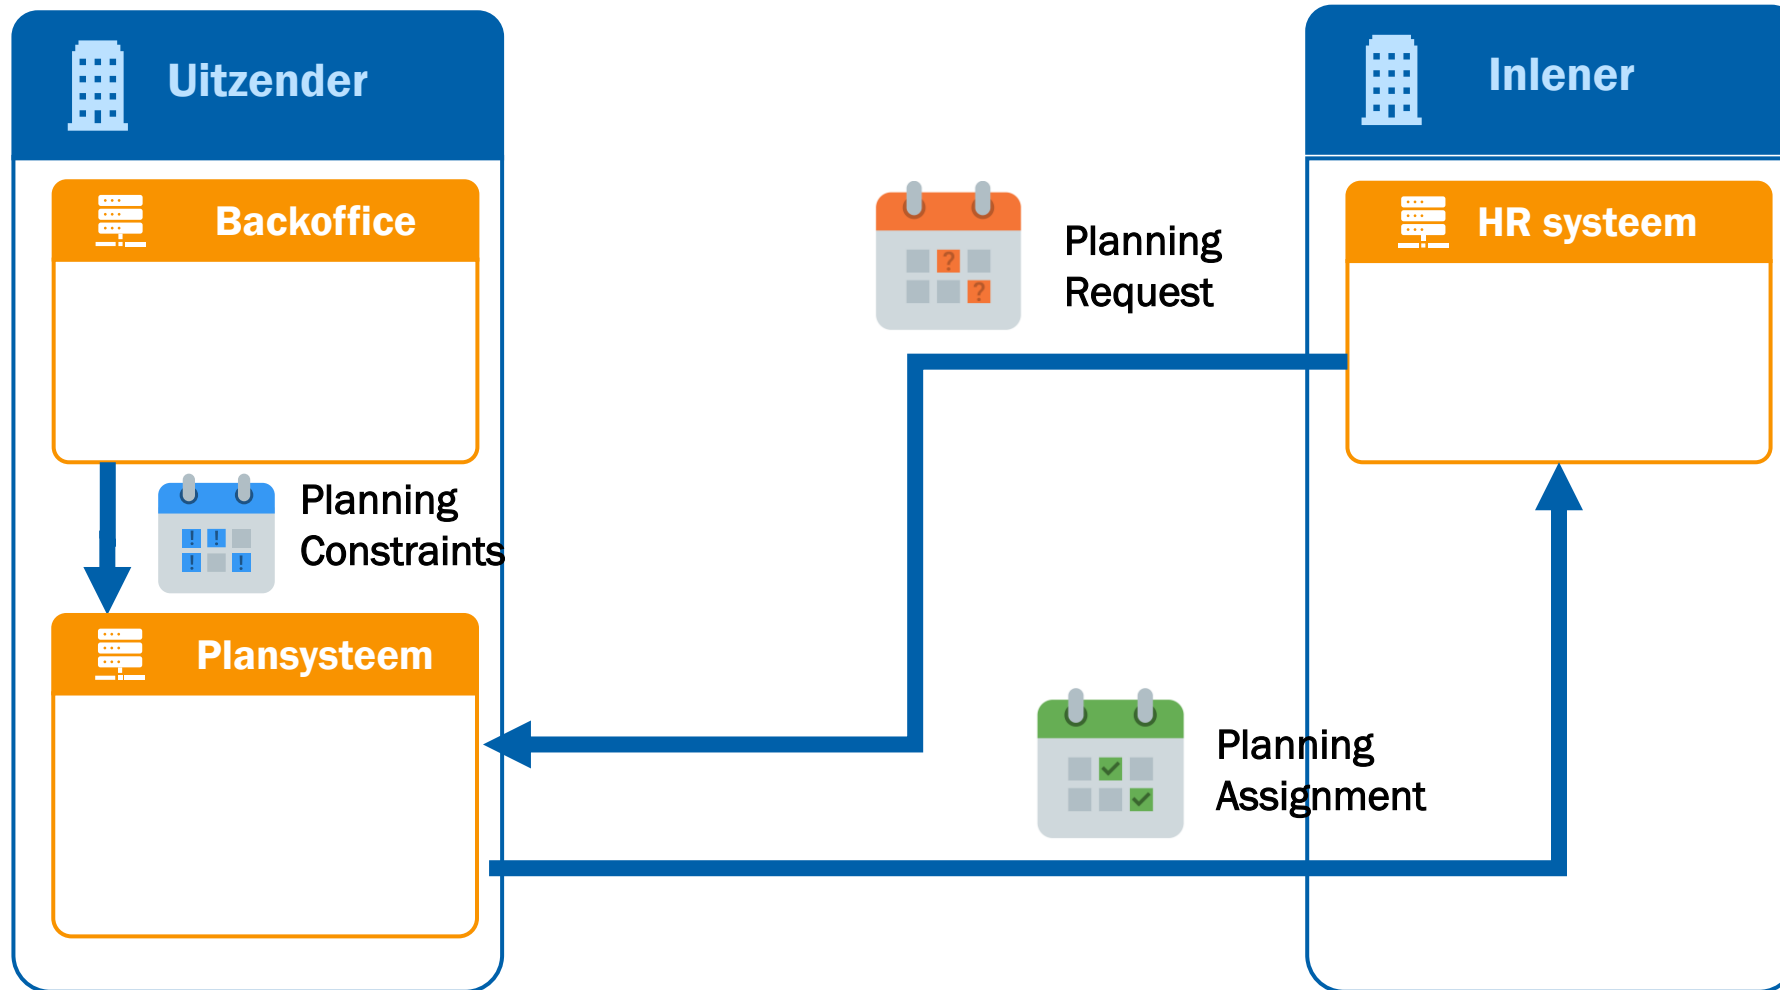 Uitzender
Inlener
Backoffice
HR systeem
Planning
Request
Planning
Constraints
Plansysteem
Planning
Assignment